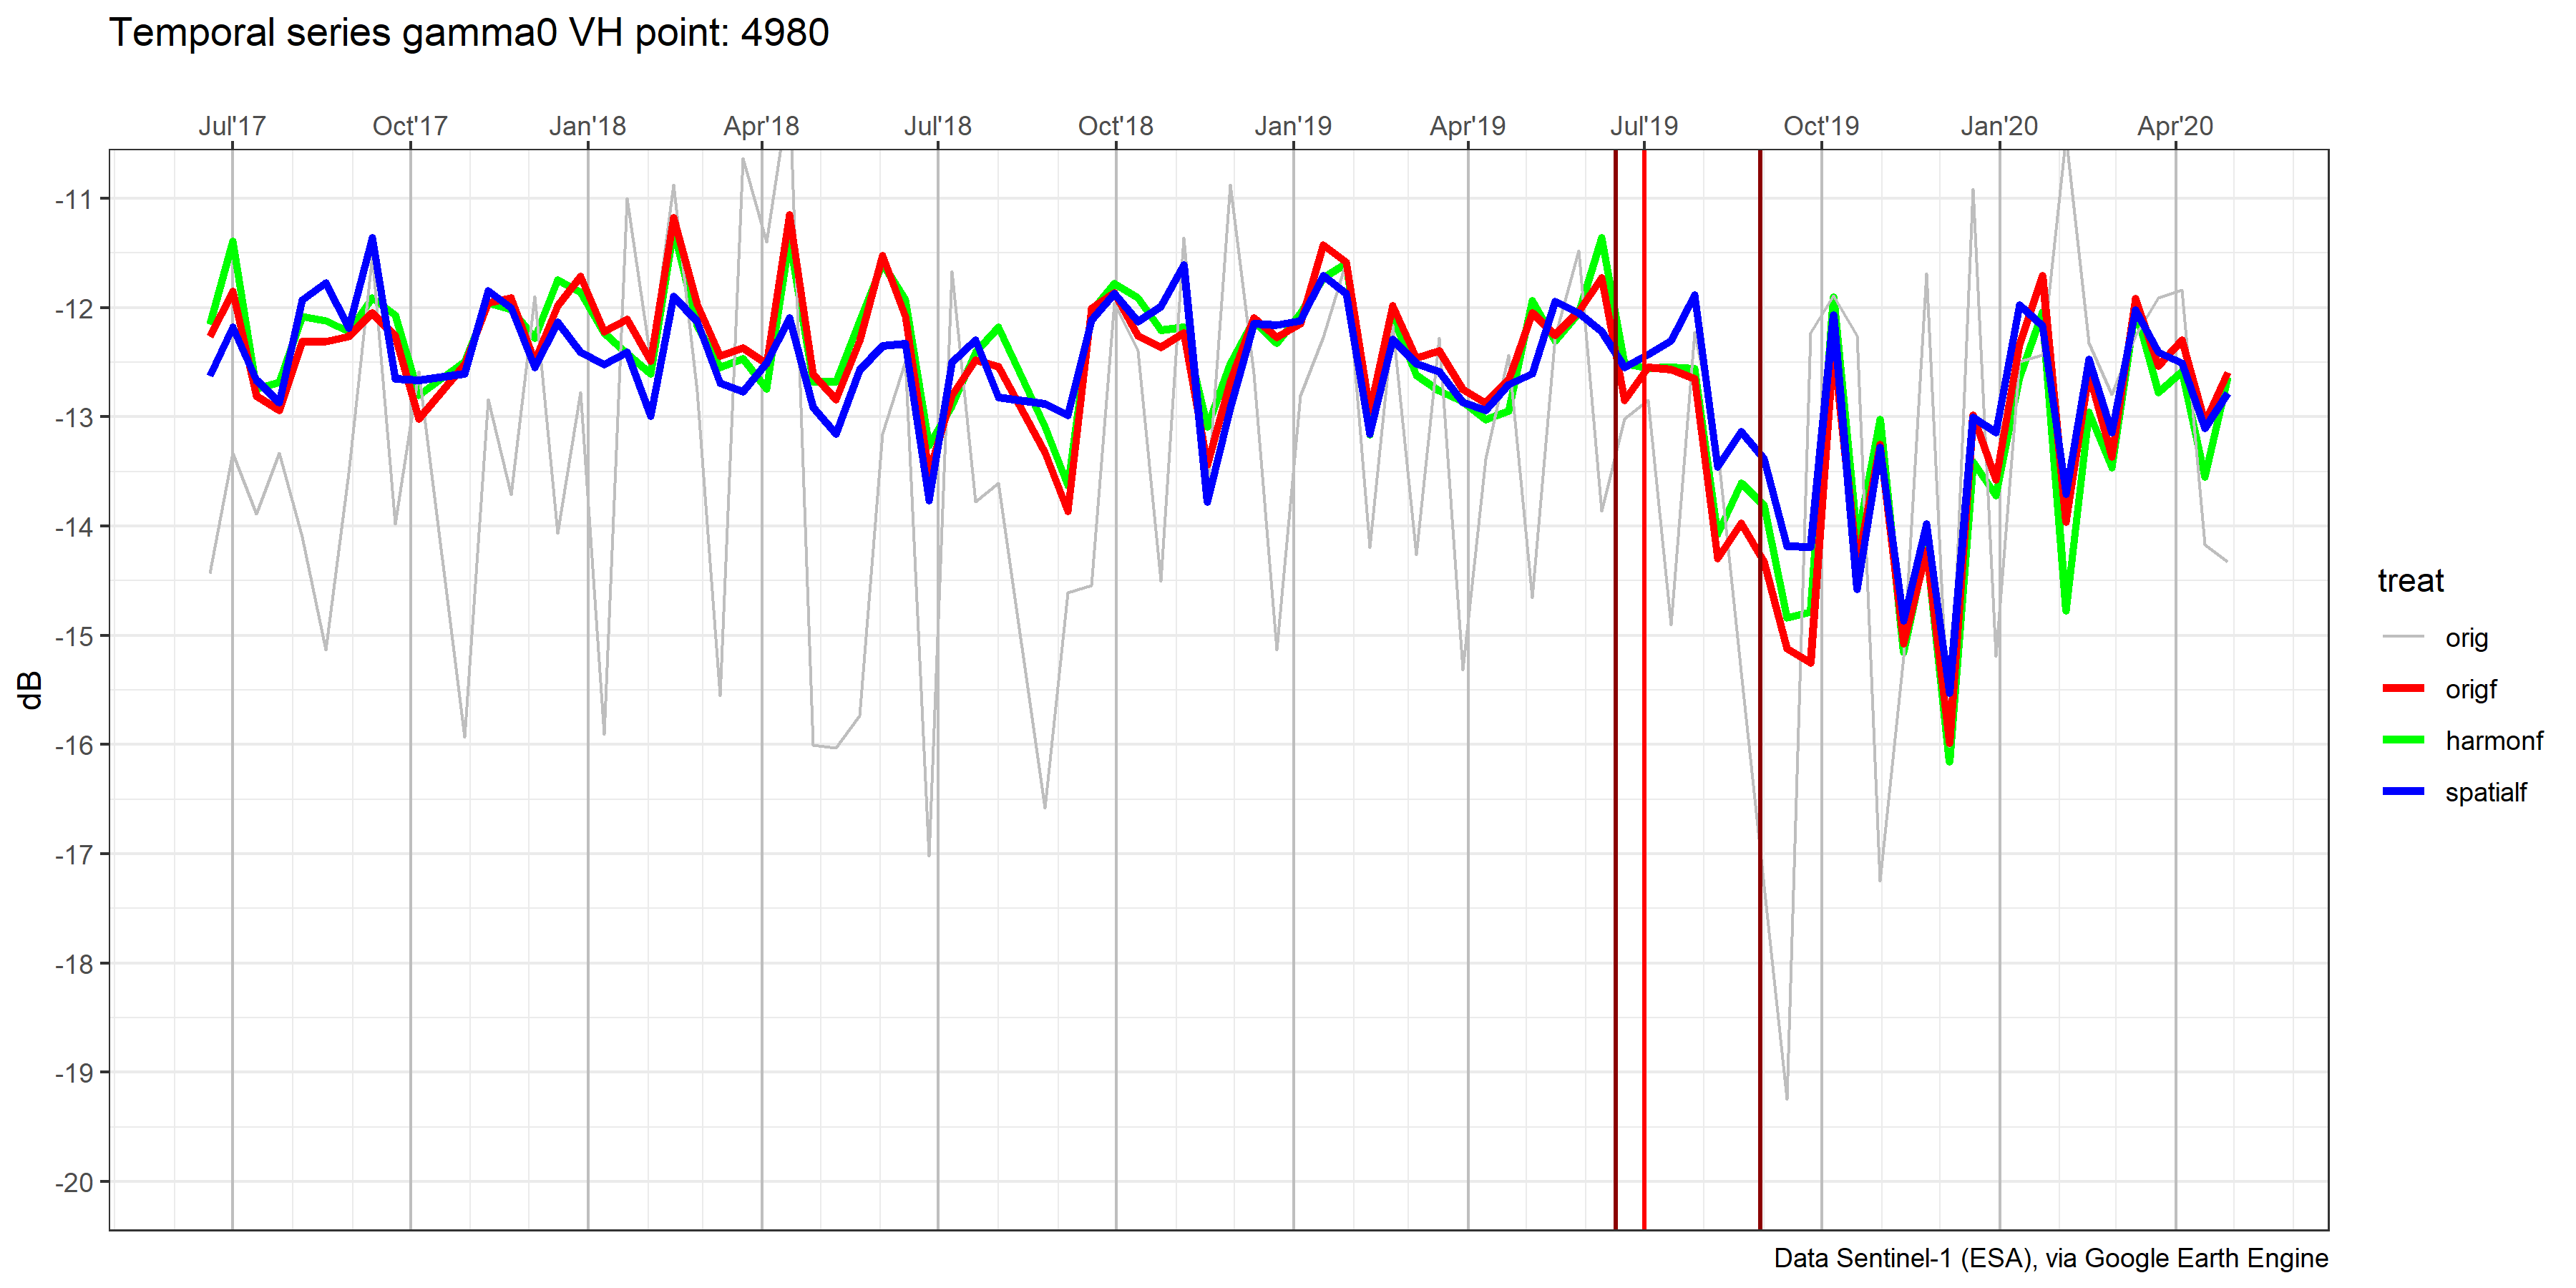 Temporal series gamma0 VH point: 4980
Jul'17 Oct'17 Jan'18 Apr'18 Jul'18 Oct'18 Jan'19 Apr'19 Jul'19 Oct'19 Jan'20 Apr'20
-11
-12
-13
-14
-15
-16
-17
-18
-19
-20
dB
treat
orig
origf
harmonf
spatialf
Data Sentinel-1 (ESA), via Google Earth Engine